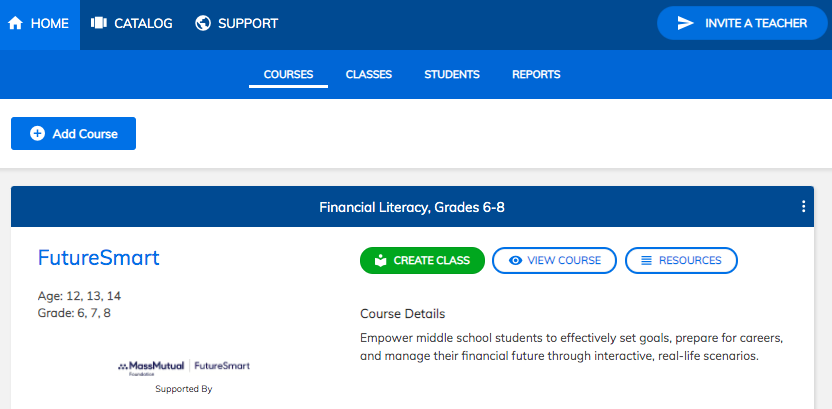 HOME CATALOG SUPPORT INVITE A TEACHER
COURSES CLASSES STUDENTS REPORTS
Add Course
Financial Literacy, Grades 6-8
FutureSmart
CREATE CLASS VIEW COURSE RESOURCES
Age: 12, 13, 14
Grade: 6, 7, 8
Course Details
Empower middle school students to effectively set goals, prepare for careers,
and manage their financial future through interactive, real-life scenarios.
MassMutual FutureSmart
Foundation
Supported By